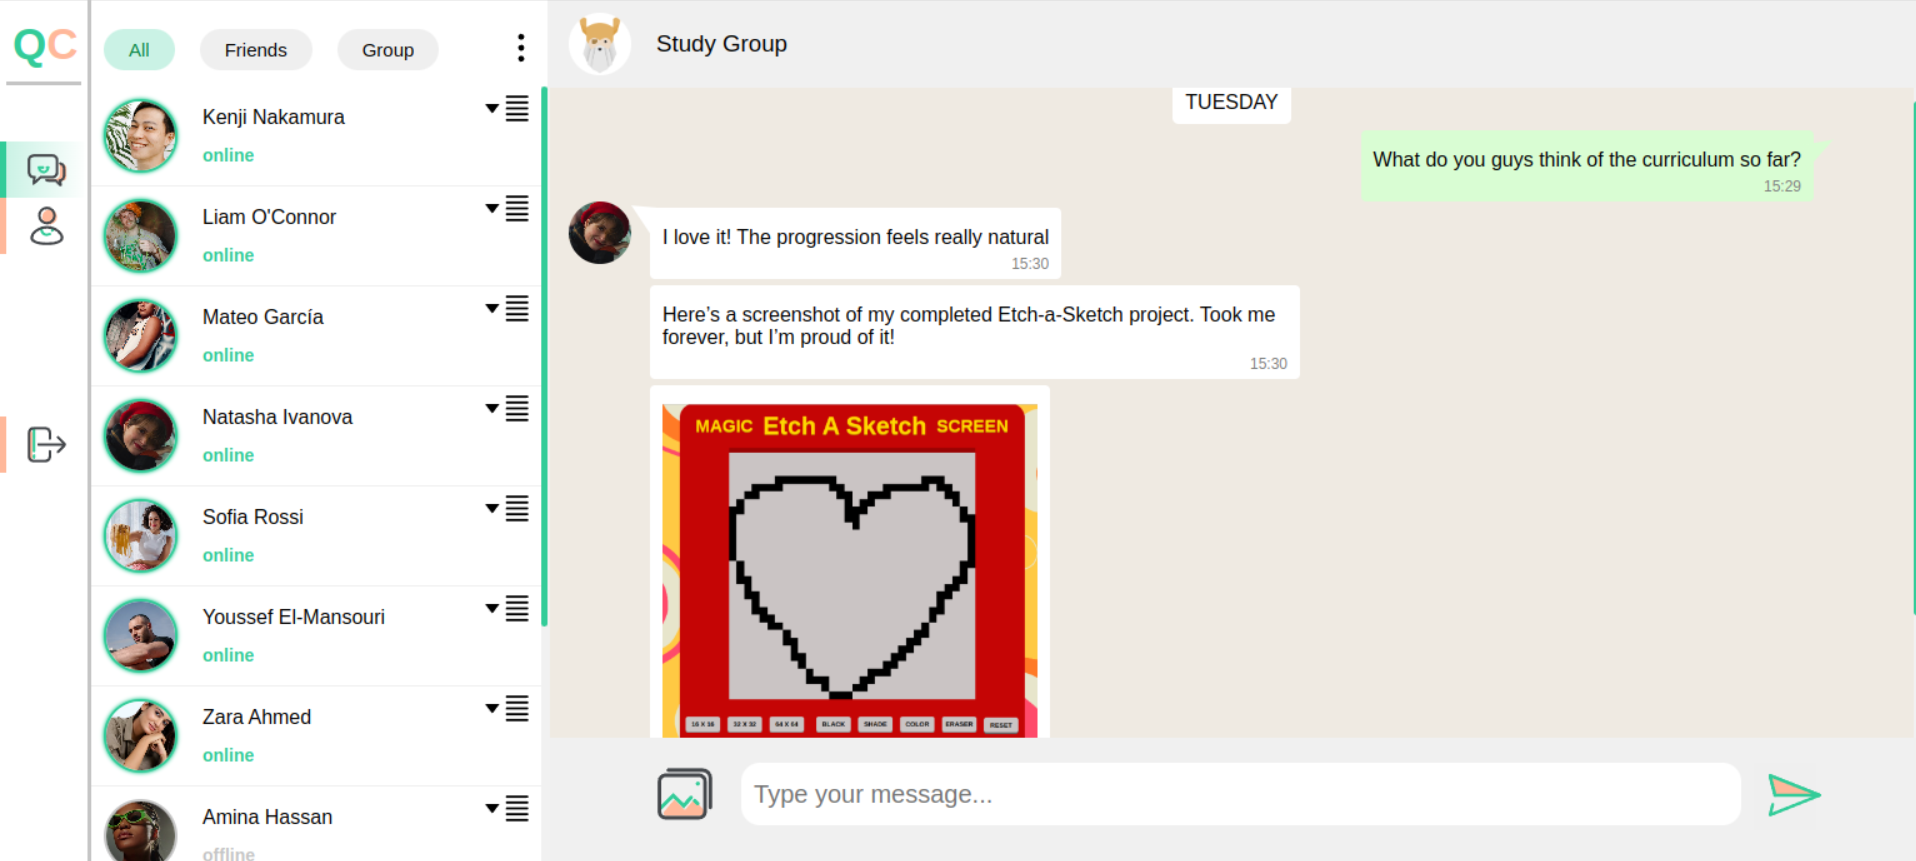 QC
All
Friends
Group
Kenji Nakamura
online
Liam O'Connor
online
Mateo García
online
Natasha Ivanova
online
Sofia Rossi
online
Youssef El-Mansouri
online
Zara Ahmed
online
Amina Hassan
offline
Study Group
TUESDAY
What do you guys think of the curriculum so far?
15:29
I love it! The progression feels really natural
15:30
Here’s a screenshot of my completed Etch-a-Sketch project. Took me
forever, but I’m proud of it!
15:30
MAGIC Etch A Sketch SCREEN
16 X 16 32 X 32 64 X 64 BLACK SHADE COLOR ERASER RESET
Type your message...